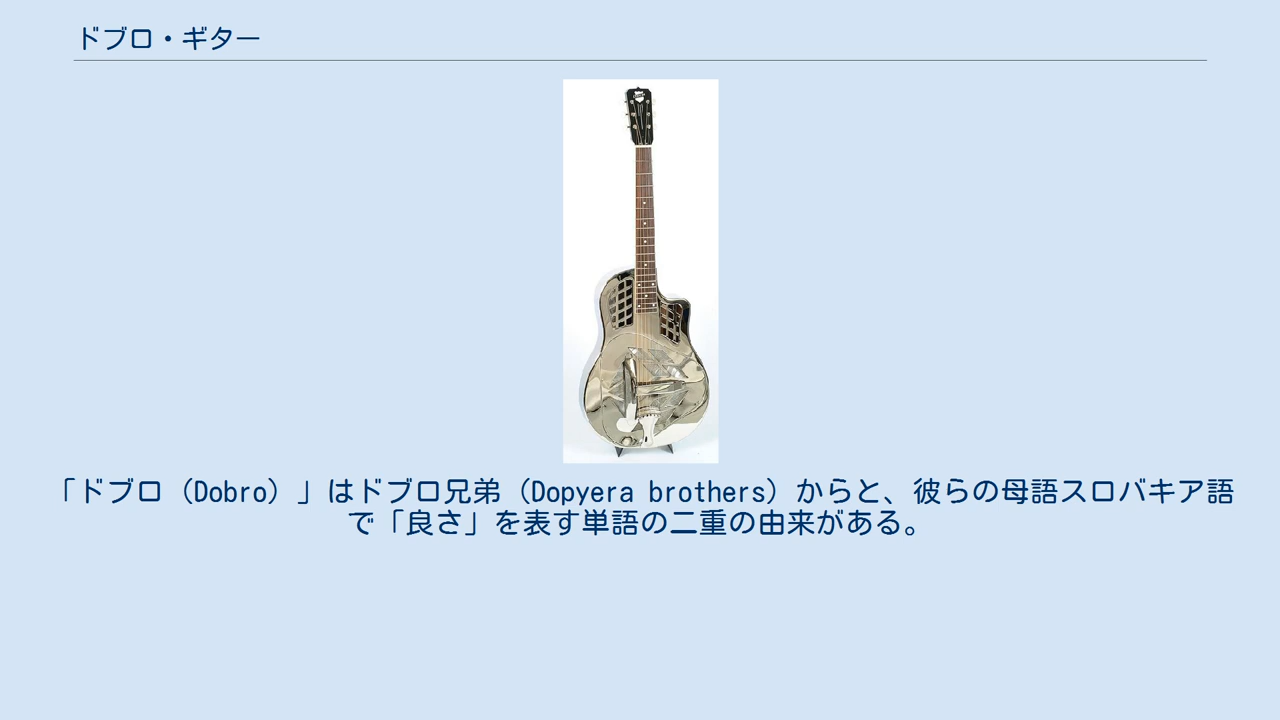 ドブロ・ギター
「ドブロ（Dobro）」はドブロ兄弟（Dopyera brothers）からと、彼らの母語スロバキア語
で「良さ」を表す単語の二重の由来がある。